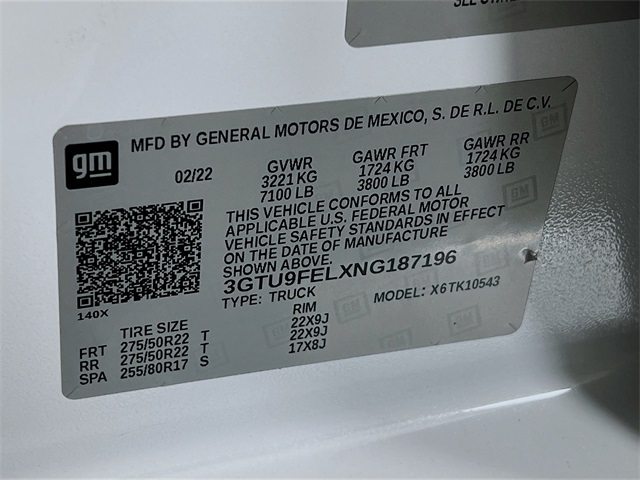 MFD BY GENERAL MOTORS DE MEXICO, S. DE R.L. DE C.V.
gm
02/22
GVWR GAWR FRT GAWR RR
3221 KG 1724 KG 1724 KG
7100 LB 3800 LB 3800 LB
THIS VEHICLE CONFORMS TO ALL
APPLICABLE U.S. FEDERAL MOTOR
VEHICLE SAFETY STANDARDS IN EFFECT
ON THE DATE OF MANUFACTURE
SHOWN ABOVE.
3GTU9FELXNG187196
140X
TYPE: TRUCK MODEL: X6TK10543
TIRE SIZE RIM
FRT 275/50R22 T 22X9J
RR 275/50R22 T 22X9J
SPA 255/80R17 S 17X8J